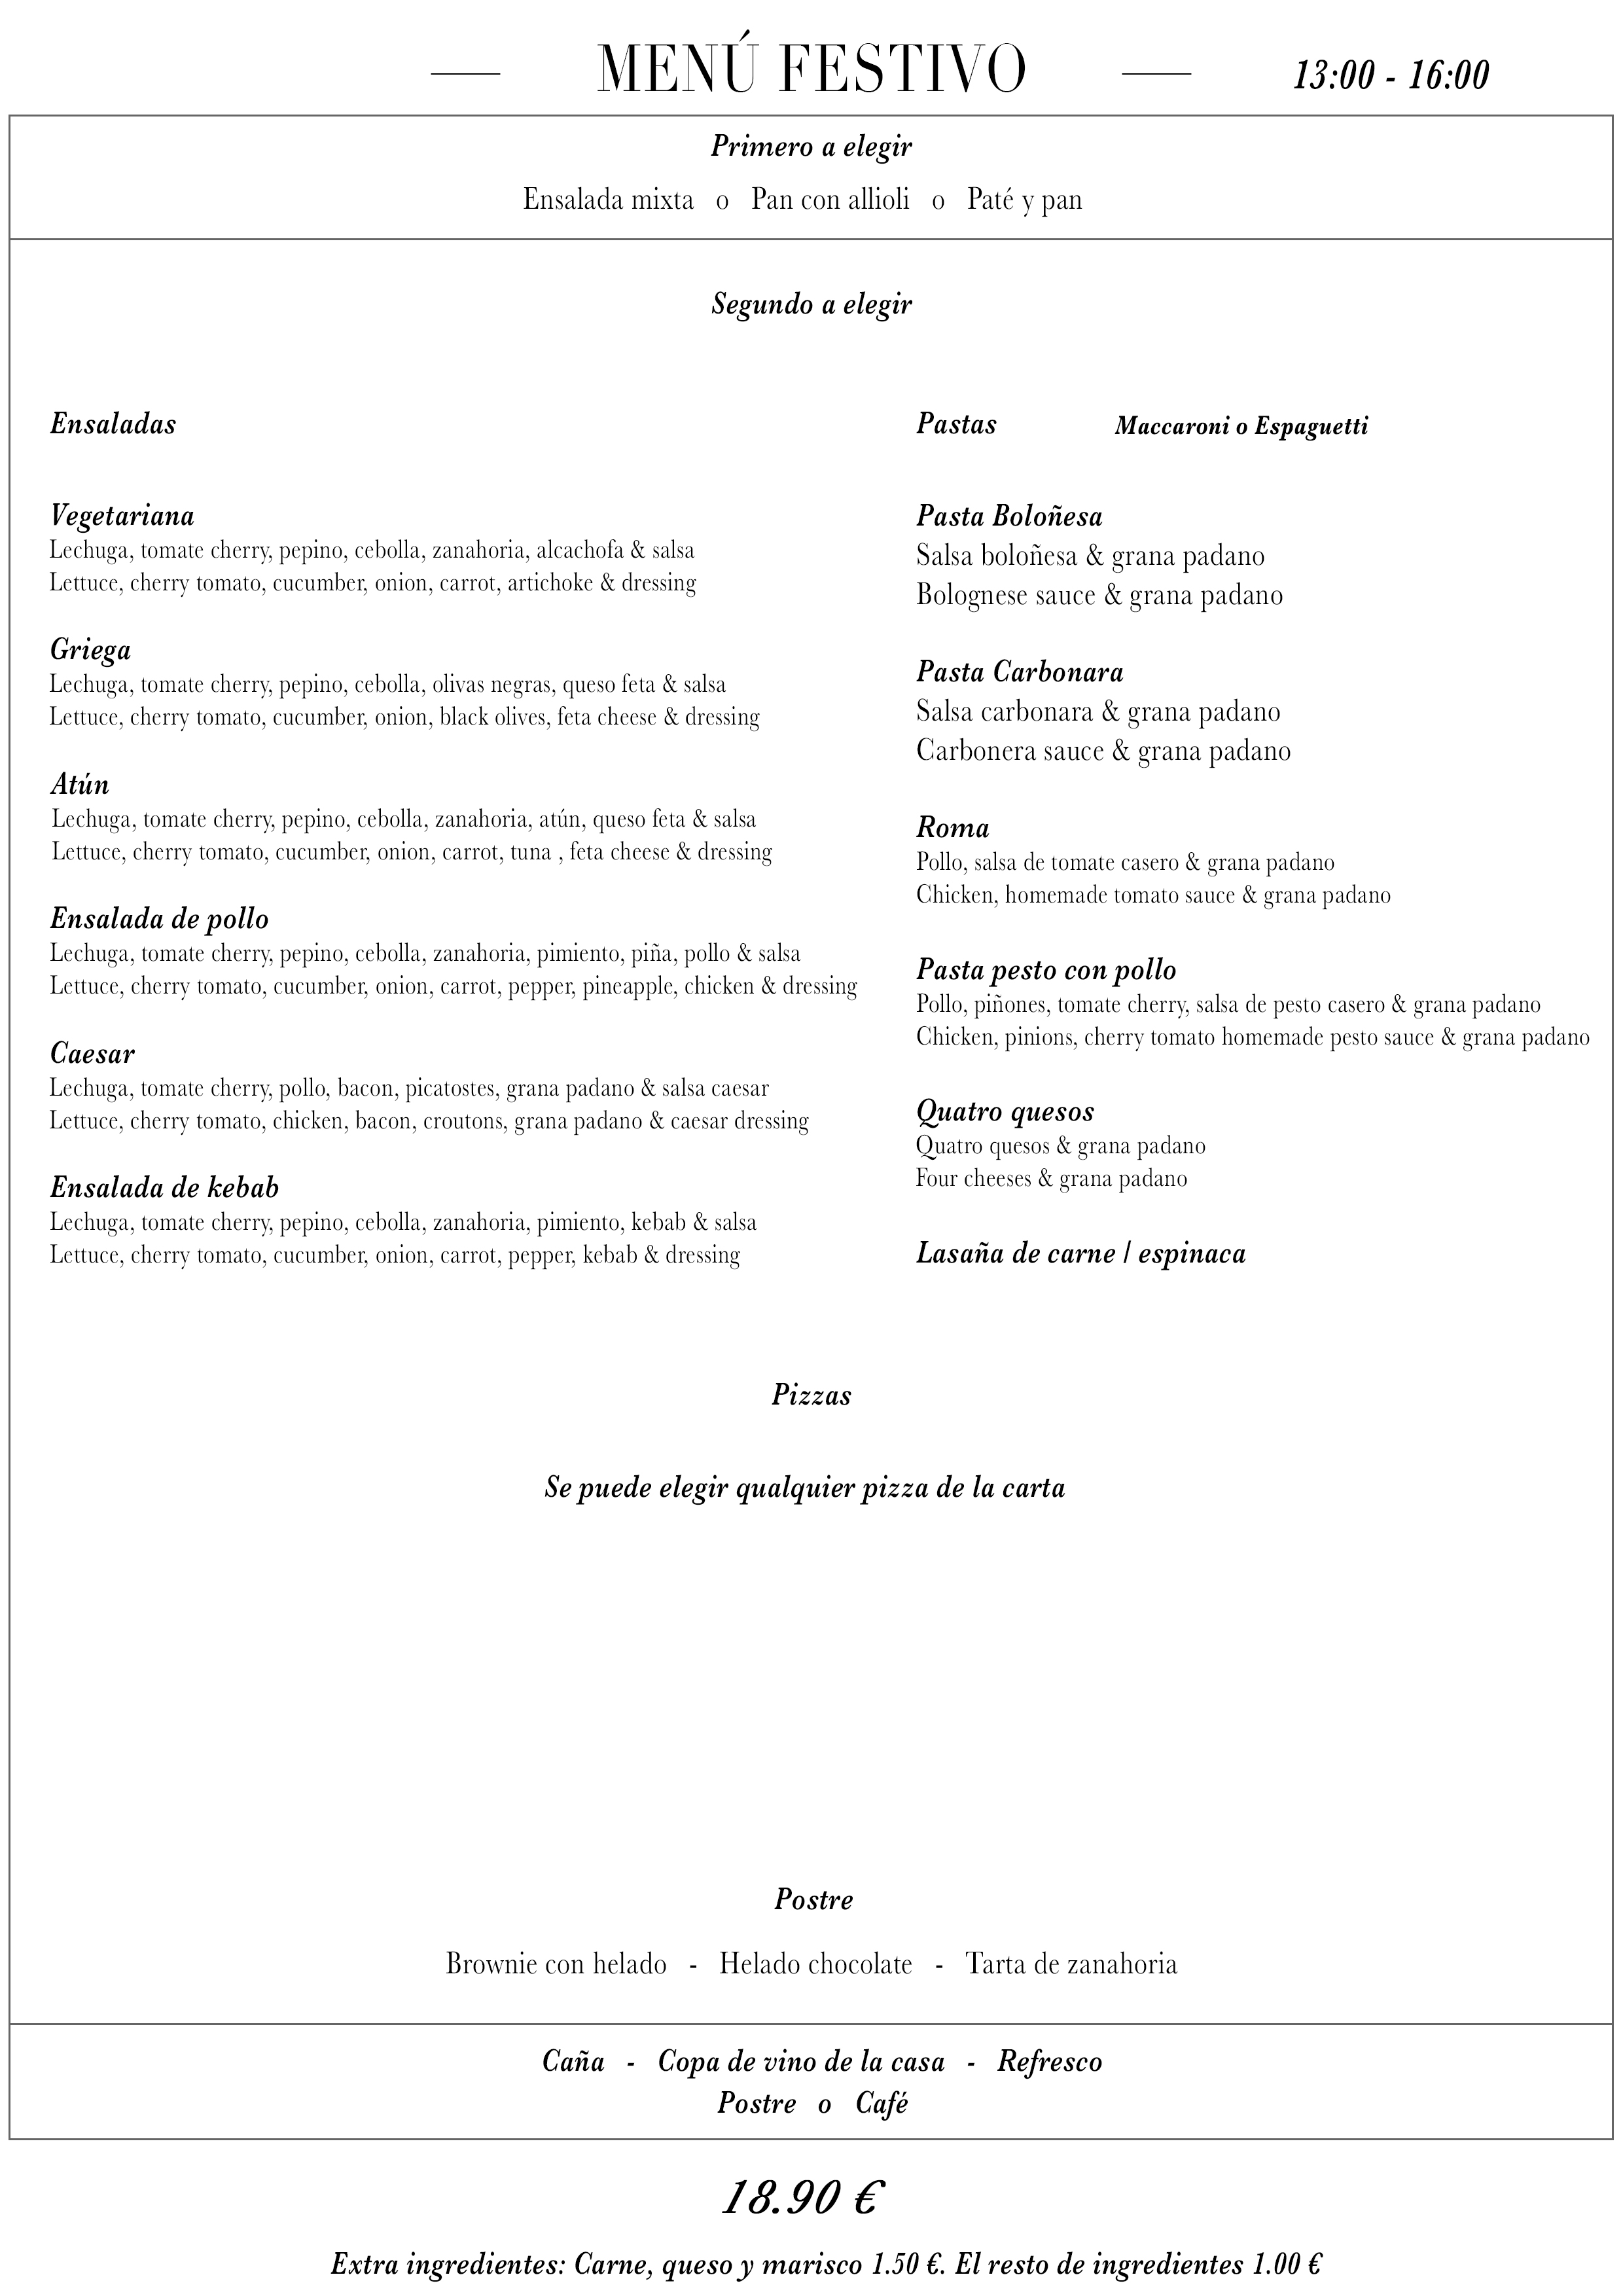 MENÚ FESTIVO
13:00 - 16:00
Primero a elegir
Ensalada mixta o Pan con allioli o Paté y pan
Segundo a elegir
Ensaladas
Vegetariana
Lechuga, tomate cherry, pepino, cebolla, zanahoria, alcachofa & salsa
Lettuce, cherry tomato, cucumber, onion, carrot, artichoke & dressing
Griega
Lechuga, tomate cherry, pepino, cebolla, olivas negras, queso feta & salsa
Lettuce, cherry tomato, cucumber, onion, black olives, feta cheese & dressing
Atún
Lechuga, tomate cherry, pepino, cebolla, zanahoria, atún, queso feta & salsa
Lettuce, cherry tomato, cucumber, onion, carrot, tuna , feta cheese & dressing
Ensalada de pollo
Lechuga, tomate cherry, pepino, cebolla, zanahoria, pimiento, piña, pollo & salsa
Lettuce, cherry tomato, cucumber, onion, carrot, pepper, pineapple, chicken & dressing
Caesar
Lechuga, tomate cherry, pollo, bacon, picatostes, grana padano & salsa caesar
Lettuce, cherry tomato, chicken, bacon, croutons, grana padano & caesar dressing
Ensalada de kebab
Lechuga, tomate cherry, pepino, cebolla, zanahoria, pimiento, kebab & salsa
Lettuce, cherry tomato, cucumber, onion, carrot, pepper, kebab & dressing
Pastas Maccaroni o Espaguetti
Pasta Boloñesa
Salsa boloñesa & grana padano
Bolognese sauce & grana padano
Pasta Carbonara
Salsa carbonara & grana padano
Carbonera sauce & grana padano
Roma
Pollo, salsa de tomate casero & grana padano
Chicken, homemade tomato sauce & grana padano
Pasta pesto con pollo
Pollo, piñones, tomate cherry, salsa de pesto casero & grana padano
Chicken, pinions, cherry tomato homemade pesto sauce & grana padano
Quatro quesos
Quatro quesos & grana padano
Four cheeses & grana padano
Lasaña de carne / espinaca
Pizzas
Se puede elegir qualquier pizza de la carta
Postre
Brownie con helado - Helado chocolate - Tarta de zanahoria
Caña - Copa de vino de la casa - Refresco
Postre o Café
18.90 €
Extra ingredientes: Carne, queso y marisco 1.50 €. El resto de ingredientes 1.00 €